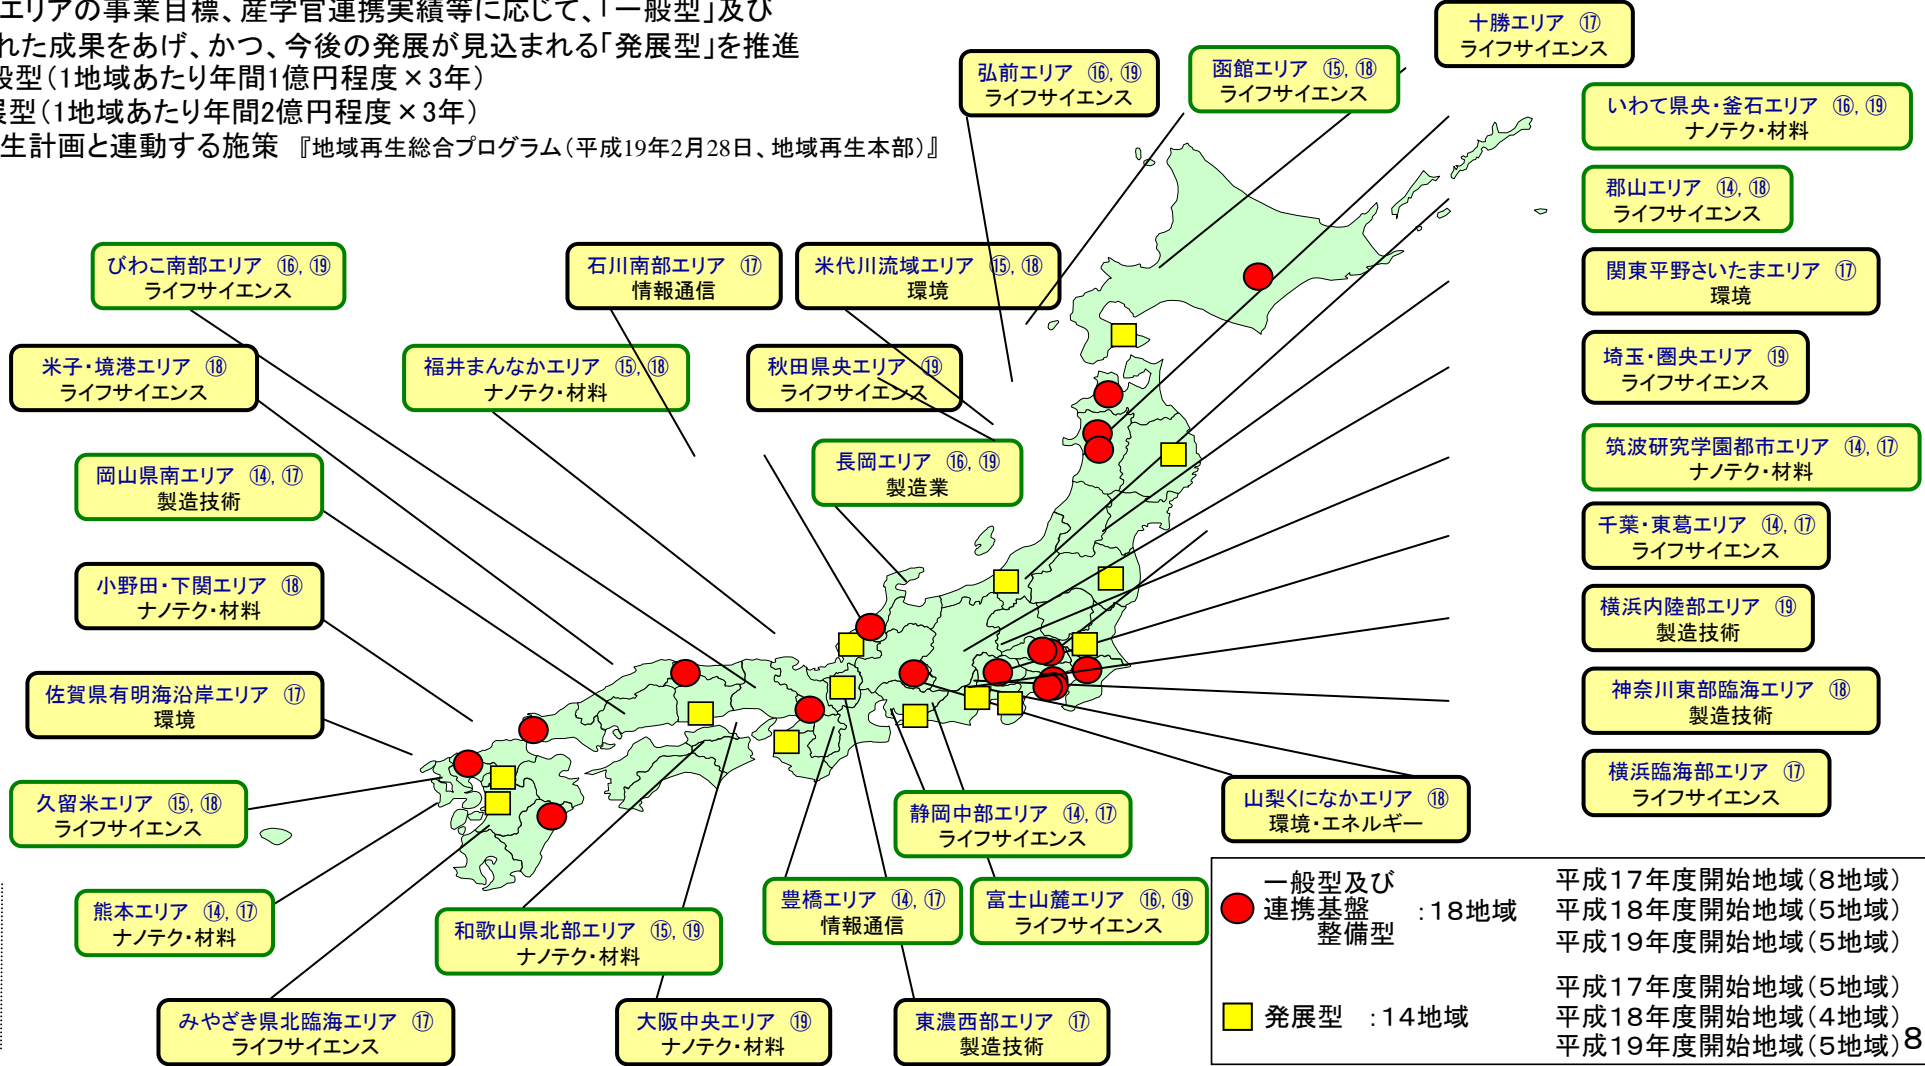 エリアの事業目標、産学官連携実績等に応じて、「一般型」及び
れた成果をあげ、かつ、今後の発展が見込まれる「発展型」を推進
般型（1地域あたり年間1億円程度×3年）
展型（1地域あたり年間2億円程度×3年）
生計画と連動する施策 『地域再生総合プログラム（平成19年2月28日、地域再生本部）』
十勝エリア ⑰
ライフサイエンス
弘前エリア ⑯, ⑲
ライフサイエンス
函館エリア ⑮, ⑱
ライフサイエンス
いわて県央・釜石エリア ⑯, ⑲
ナノテク・材料
郡山エリア ⑭, ⑱
ライフサイエンス
びわこ南部エリア ⑯, ⑲
ライフサイエンス
石川南部エリア ⑰
情報通信
米代川流域エリア ⑮, ⑱
環境
関東平野さいたまエリア ⑰
環境
米子・境港エリア ⑱
ライフサイエンス
福井まんなかエリア ⑮, ⑱
ナノテク・材料
秋田県央エリア ⑲
ライフサイエンス
埼玉・圏央エリア ⑲
ライフサイエンス
岡山県南エリア ⑭, ⑰
製造技術
長岡エリア ⑯, ⑲
製造業
筑波研究学園都市エリア ⑭, ⑰
ナノテク・材料
千葉・東葛エリア ⑭, ⑰
ライフサイエンス
小野田・下関エリア ⑱
ナノテク・材料
横浜内陸部エリア ⑲
製造技術
佐賀県有明海沿岸エリア ⑰
環境
神奈川東部臨海エリア ⑱
製造技術
久留米エリア ⑮, ⑱
ライフサイエンス
静岡中部エリア ⑭, ⑰
ライフサイエンス
山梨くになかエリア ⑱
環境・エネルギー
横浜臨海部エリア ⑰
ライフサイエンス
熊本エリア ⑭, ⑰
ナノテク・材料
和歌山県北部エリア ⑮, ⑲
ナノテク・材料
豊橋エリア ⑭, ⑰
情報通信
富士山麓エリア ⑯, ⑲
ライフサイエンス
みやざき県北臨海エリア ⑰
ライフサイエンス
大阪中央エリア ⑲
ナノテク・材料
東濃西部エリア ⑰
製造技術
一般型及び
連携基盤
整備型
：18地域
平成17年度開始地域（8地域）
平成18年度開始地域（5地域）
平成19年度開始地域（5地域）
発展型 ：14地域
平成17年度開始地域（5地域）
平成18年度開始地域（4地域）
平成19年度開始地域（5地域）
8